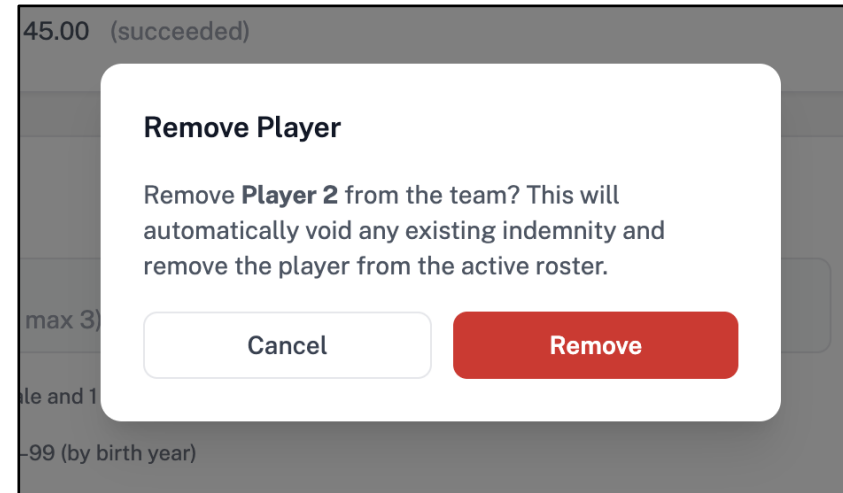 45.00 (succeeded)
Remove Player
Remove Player 2 from the team? This will
automatically void any existing indemnity and
remove the player from the active roster.
max 3)
Cancel Remove
and 1
-99 (by birth year)